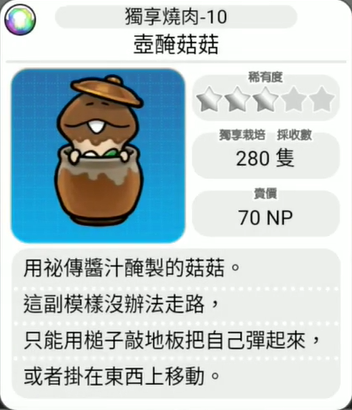 獨享燒肉-10
壺醃菇菇
稀有度
獨享栽培 採收數
280 隻
賣價
70 NP
用祕傳醬汁醃製的菇菇。
這副模樣沒辦法走路，
只能用槌子敲地板把自己彈起來，
或者掛在東西上移動。